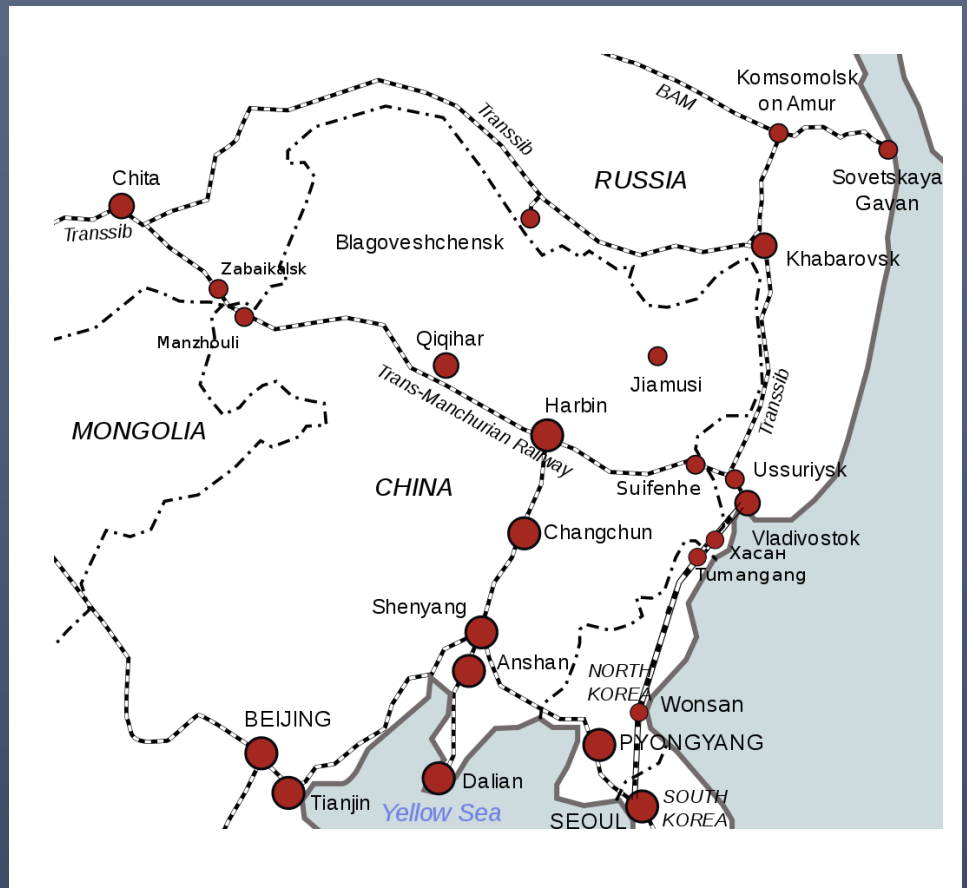 Komsomolsk
on Amur
BAM
Transsib
RUSSIA
Chita
Sovetskaya
Gavan
Transsib
Blagoveshchensk
Khabarovsk
Zabaikalsk
Manzhouli
Qiqihar
Jiamusi
Transsib
Trans-Manchurian Railway
Harbin
MONGOLIA
Ussuriysk
CHINA
Suifenhe
Changchun
Vladivostok
Хасан
Tumangang
Shenyang
Anshan
NORTH
KOREA
Wonsan
BEIJING
PYONGYANG
Dalian
Tianjin
Yellow Sea
SOUTH
KOREA
SEOUL